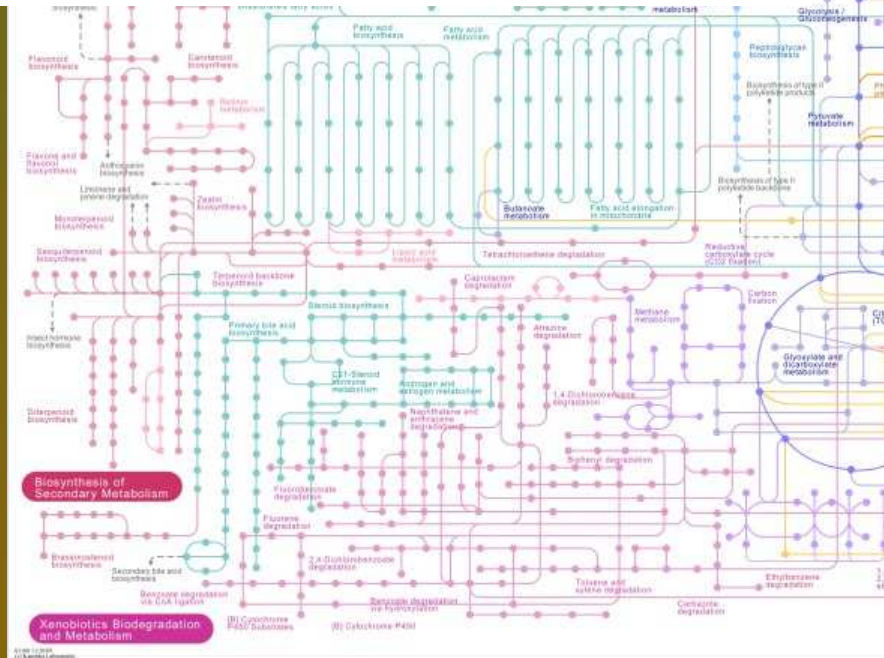 metabolism
Glycolysis /
Gluconeogenesis
Fatty acid
biosynthesis
Fatty acid
metabolism
Flavonoid
biosynthesis
Carotenoid
biosynthesis
Peptidoglycan
biosynthesis
Biosynthesis of type II
polyketide products
Retinol
metabolism
Pyruvate
metabolism
Flavone and
flavonol
biosynthesis
Anthocyanin
biosynthesis
Limonene and
pinene degradation
Zeatin
biosynthesis
Biosynthesis of type II
polyketide backbone
Butanoate
metabolism
Fatty acid elongation
in mitochondria
Monoterpenoid
biosynthesis
Sesquiterpenoid
biosynthesis
Lipoic acid
metabolism
Tetrachloroethene degradation
Reductive
carboxylate cycle
(CO2 fixation)
Terpenoid backbone
biosynthesis
Caprolactam
degradation
Carbon
fixation
Steroid biosynthesis
Methane
metabolism
Primary bile acid
biosynthesis
Atrazine
degradation
Insect hormone
biosynthesis
Glyoxylate and
dicarboxylate
metabolism
C21-Steroid
hormone
metabolism
Androgen and
estrogen metabolism
1,4-Dichlorobenzene
degradation
Diterpenoid
biosynthesis
Naphthalene and
anthracene
degradation
Biphenyl degradation
Biosynthesis of
Secondary Metabolism
Fluorobenzoate
degradation
Fluorene
degradation
Brassinosteroid
biosynthesis
Secondary bile acid
biosynthesis
2,4-Dichlorobenzoate
degradation
Toluene and
xylene degradation
Ethylbenzene
degradation
Benzoate degradation
via CoA ligation
Benzoate degradation
via hydroxylation
Carbazole
degradation
Xenobiotics Biodegradation
and Metabolism
(B) Cytochrome
P450 Substrates
(B) Cytochrome P450